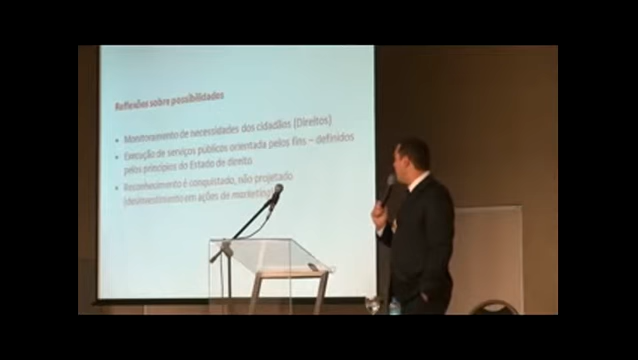 Reflexões sobre possibilidades
• Monitoramento de necessidades dos cidadãos (Direitos)
• Execução de serviços públicos orientada pelos fins – definidos
pelos princípios do Estado de direito
• Reconhecimento é conquistado, não projetado
(desinvestimento em ações de marketing)